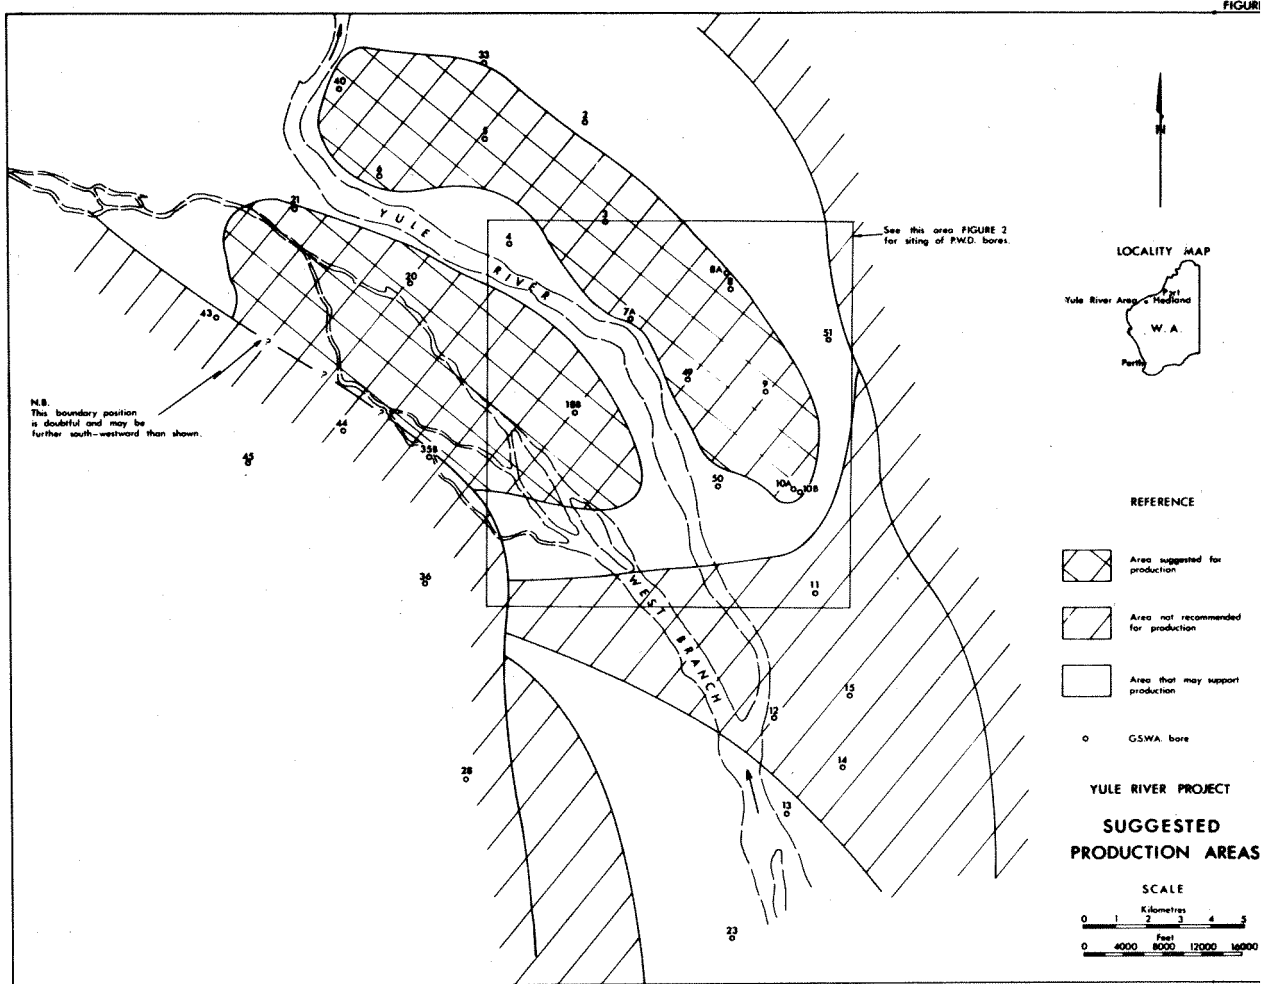 FIGURE
33
40
2
5
6
21
YULE
RIVER
3
4
See this area FIGURE 2
for siting of P.W.D. bores.
N
LOCALITY MAP
8A
8
20
Port
Yule River Area
Hedland
W.A.
Perth
43
7A
51
?
?
?
49
9
N.B.
This boundary position
is doubtful and may be
further south-westward than shown.
18B
44
35B
45
50
10A
10B
REFERENCE
Area suggested for
production
36
WEST BRANCH
11
Area not recommended
for production
15
Area that may support
production
12
G.S.W.A. bore
28
14
YULE RIVER PROJECT
13
SUGGESTED
PRODUCTION AREAS
SCALE
Kilometres
0 1 2 3 4 5
Feet
0 4000 8000 12000 16000
23